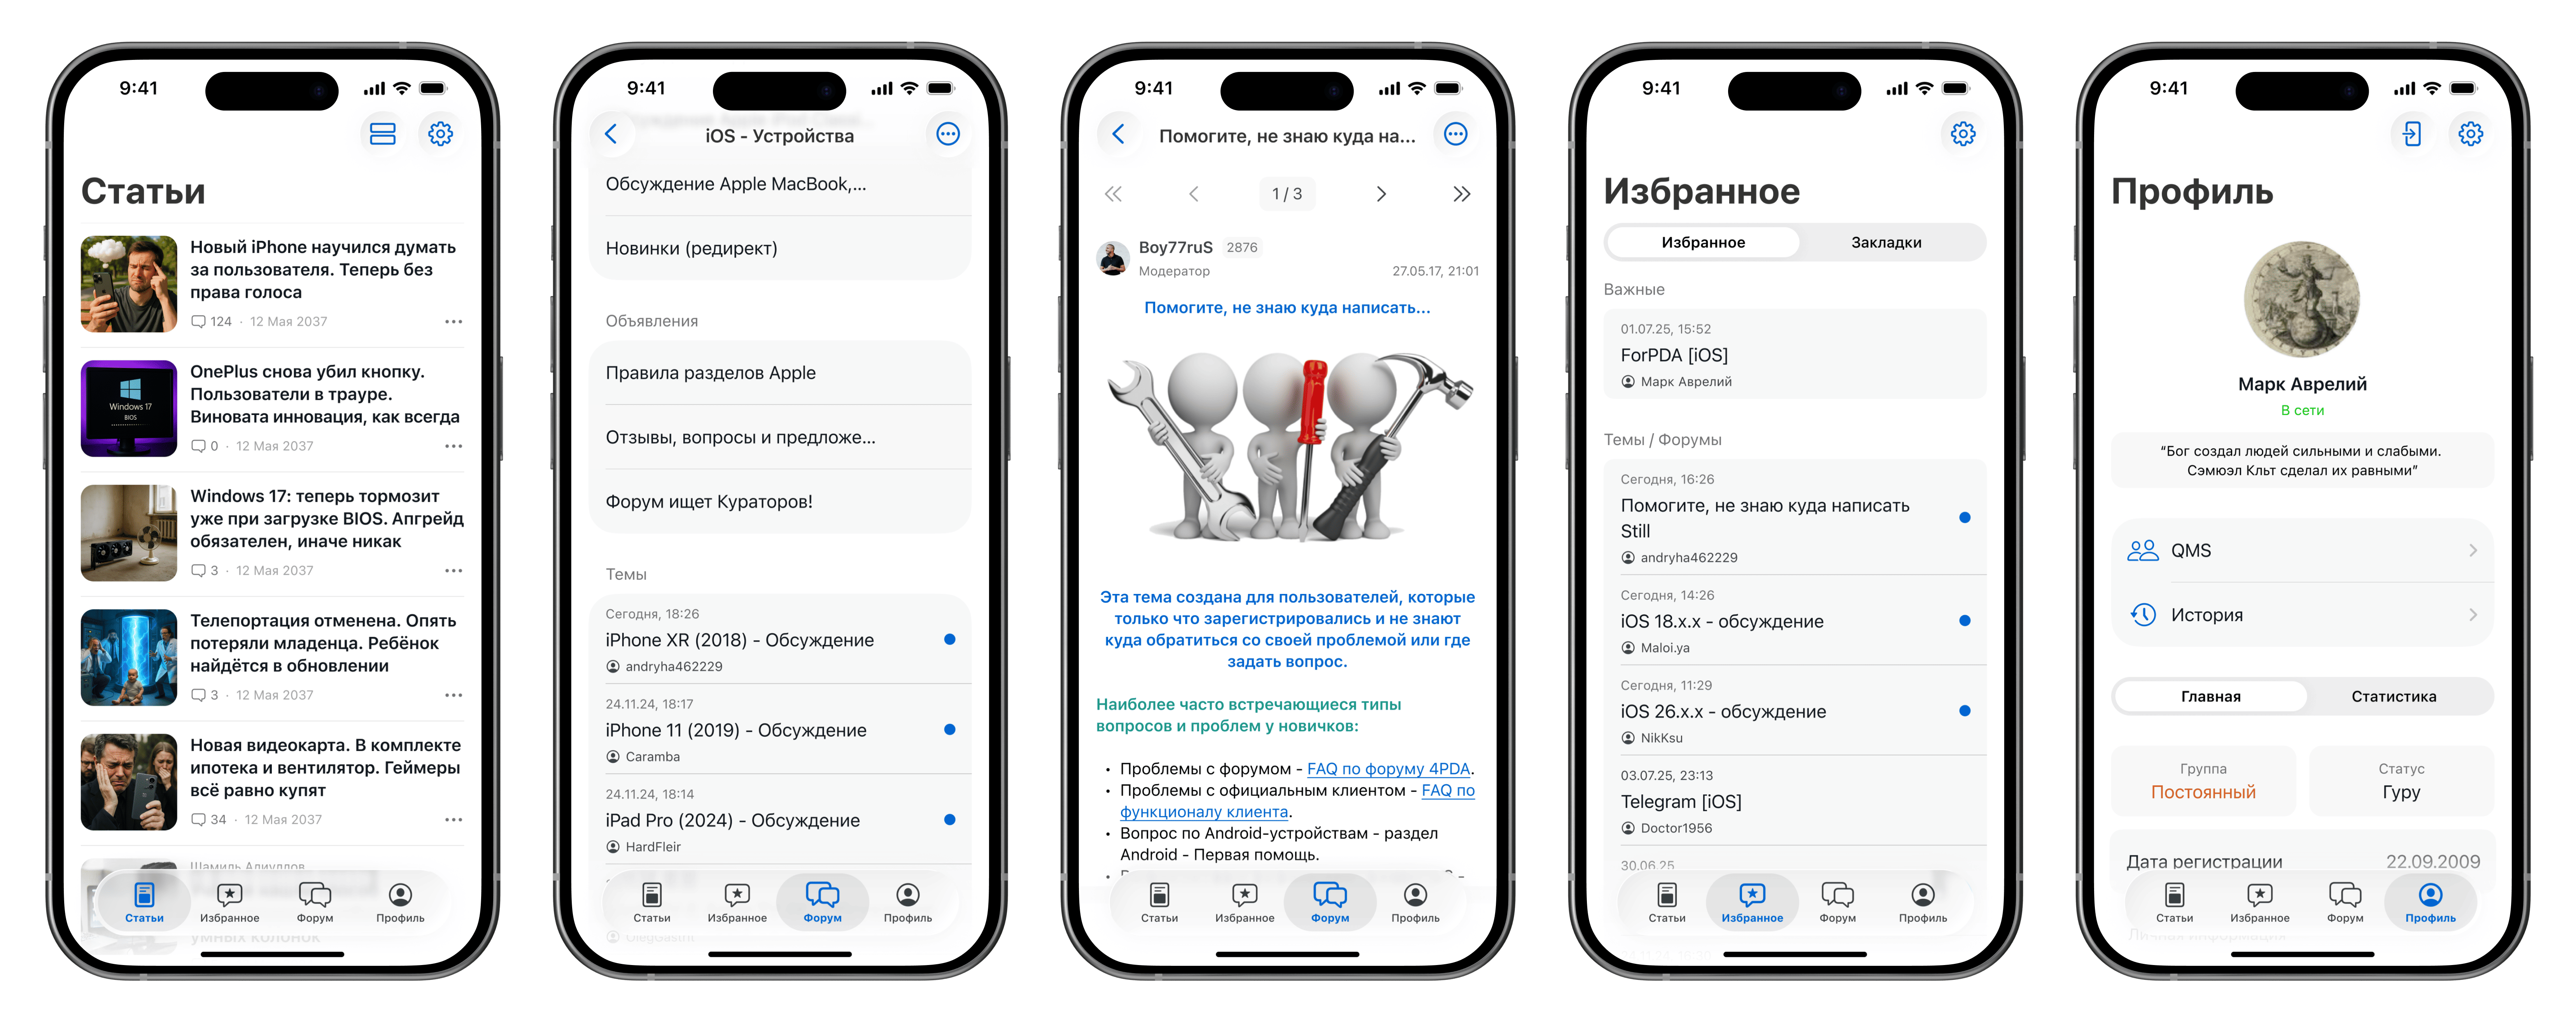 9:41
Статьи
Новый iPhone научился думать
за пользователя. Теперь без
права голоса
124 · 12 Мая 2037
Windows 17
BIOS
OnePlus снова убил кнопку.
Пользователи в трауре.
Виновата инновация, как всегда
0 · 12 Мая 2037
Windows 17: теперь тормозит
уже при загрузке BIOS. Апгрейд
обязателен, иначе никак
3 · 12 Мая 2037
Телепортация отменена. Опять
потеряли младенца. Ребёнок
найдётся в обновлении
3 · 12 Мая 2037
Новая видеокарта. В комплекте
ипотека и вентилятор. Геймеры
всё равно купят
34 · 12 Мая 2037
Шамиль Алиуллов
умных колонок
Статьи
Избранное
Форум
Профиль
9:41
iOS - Устройства
Обсуждение Apple MacBook,...
Новинки (редирект)
Объявления
Правила разделов Apple
Отзывы, вопросы и предложе...
Форум ищет Кураторов!
Темы
Сегодня, 18:26
iPhone XR (2018) - Обсуждение
andryha462229
24.11.24, 18:17
iPhone 11 (2019) - Обсуждение
Caramba
24.11.24, 18:14
iPad Pro (2024) - Обсуждение
HardFleir
Статьи
Избранное
Форум
Профиль
9:41
Помогите, не знаю куда на...
1 / 3
Boy77ruS 2876
Модератор 27.05.17, 21:01
Помогите, не знаю куда написать...
Эта тема создана для пользователей, которые
только что зарегистрировались и не знают
куда обратиться со своей проблемой или где
задать вопрос.
Наиболее часто встречающиеся типы
вопросов и проблем у новичков:
• Проблемы с форумом - FAQ по форуму 4PDA.
• Проблемы с официальным клиентом - FAQ по
функционалу клиента.
• Вопрос по Android-устройствам - раздел
Android - Первая помощь.
Статьи
Избранное
Форум
Профиль
9:41
Избранное
Избранное Закладки
Важные
01.07.25, 15:52
ForPDA [iOS]
Марк Аврелий
Темы / Форумы
Сегодня, 16:26
Помогите, не знаю куда написать
Still
andryha462229
Сегодня, 14:26
iOS 18.x.x - обсуждение
Maloi.ya
Сегодня, 11:29
iOS 26.x.x - обсуждение
NikKsu
03.07.25, 23:13
Telegram [iOS]
Doctor1956
30.06.25
Статьи
Избранное
Форум
Профиль
9:41
Профиль
Марк Аврелий
В сети
“Бог создал людей сильными и слабыми.
Сэмюэл Кльт сделал их равными”
QMS
История
Главная Статистика
Группа
Постоянный
Статус
Гуру
Дата регистрации 22.09.2009
Статьи
Избранное
Форум
Профиль